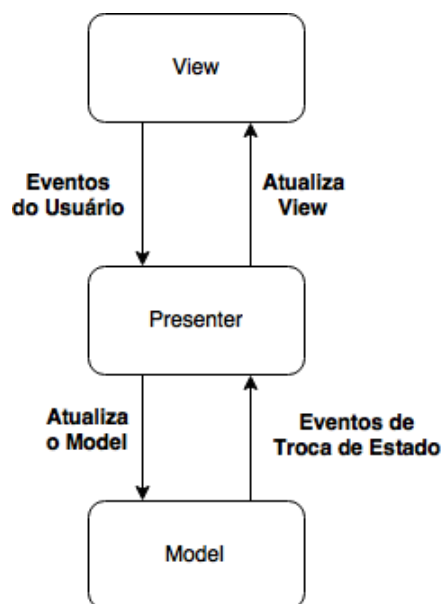 View
Eventos
do Usuário
Atualiza
View
Presenter
Atualiza
o Model
Eventos de
Troca de Estado
Model